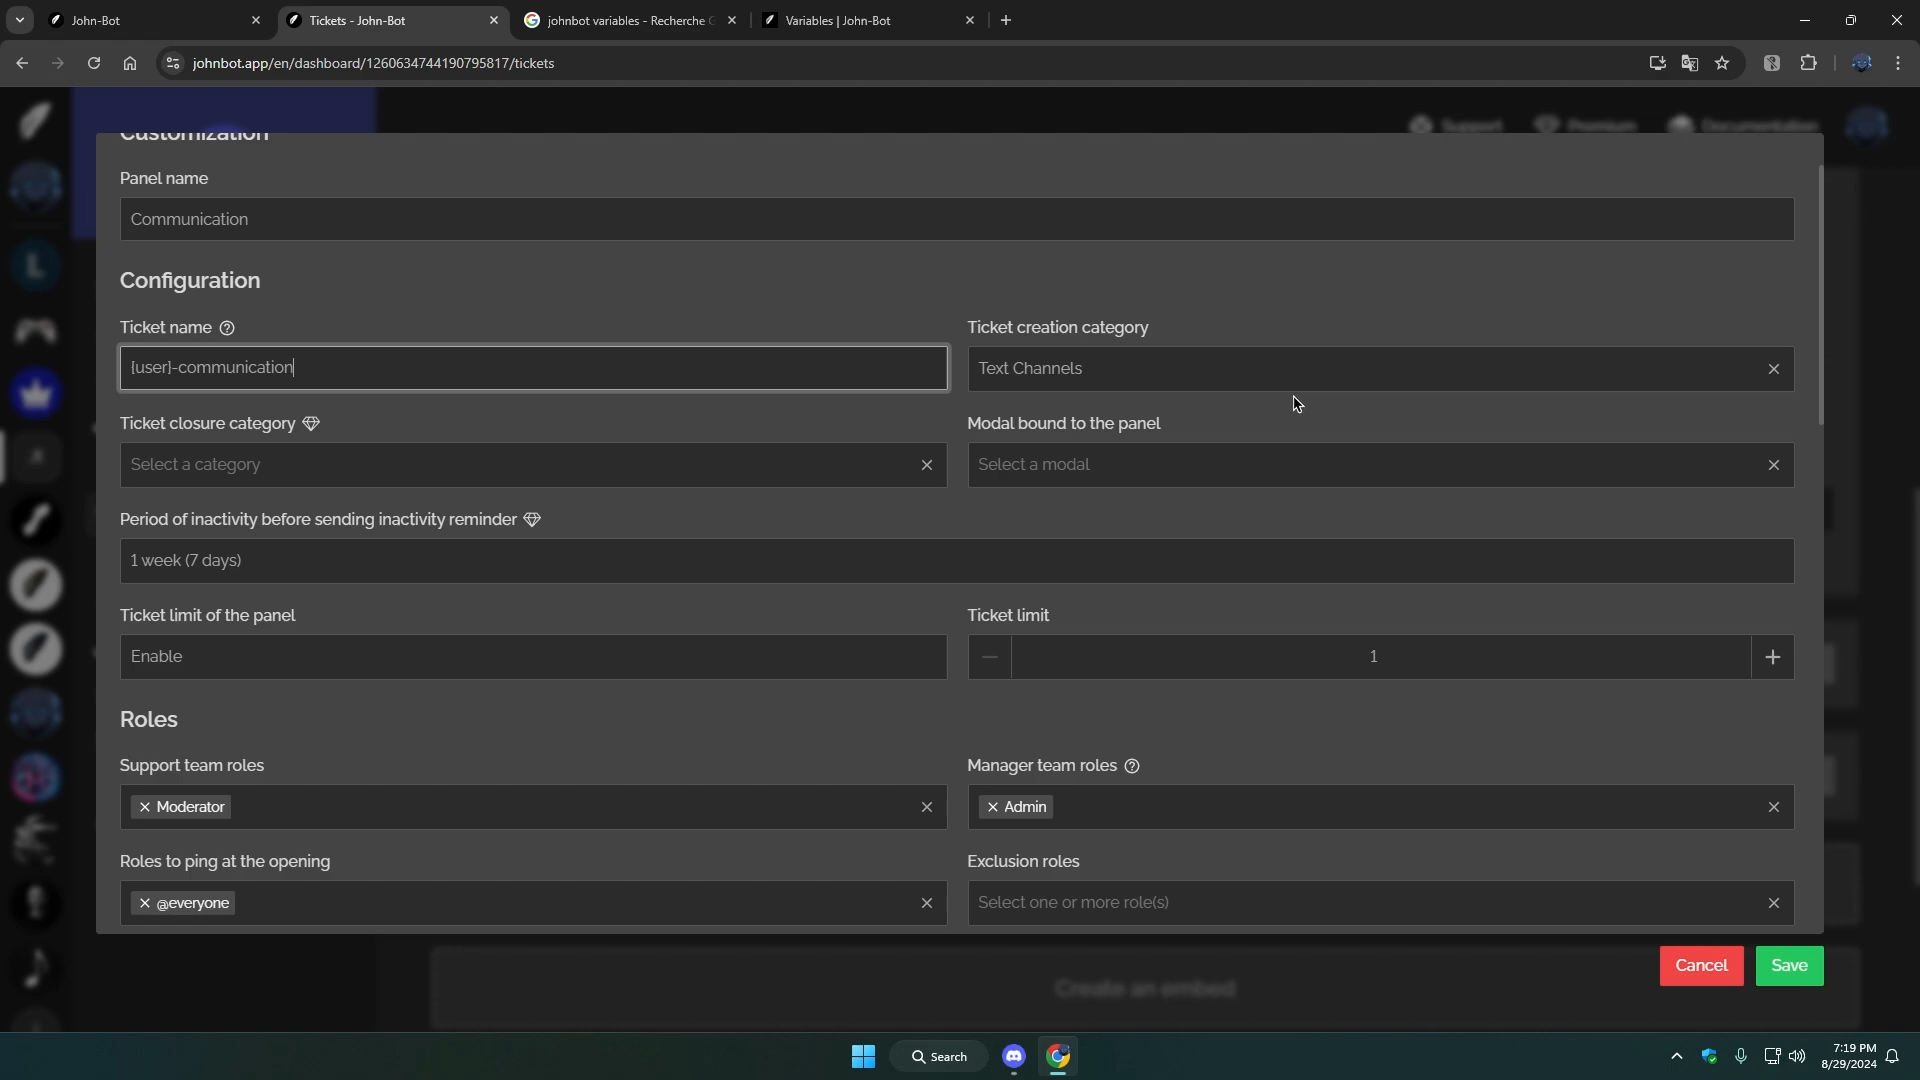 John-Bot
Tickets - John-Bot
johnbot variables - Recherche G
Variables | John-Bot
johnbot.app/en/dashboard/1260634744190795817/tickets
Support
Premium
Documentation
Customization
Panel name
Communication
Configuration
Ticket name
Ticket creation category
{user}-communication
Text Channels
Ticket closure category
Modal bound to the panel
Select a category
Select a modal
Period of inactivity before sending inactivity reminder
1 week (7 days)
Ticket limit of the panel
Ticket limit
Enable
1
Roles
Support team roles
Manager team roles
Moderator
Admin
Roles to ping at the opening
Exclusion roles
@everyone
Select one or more role(s)
Cancel
Save
Create an embed
Search
7:19 PM
8/29/2024